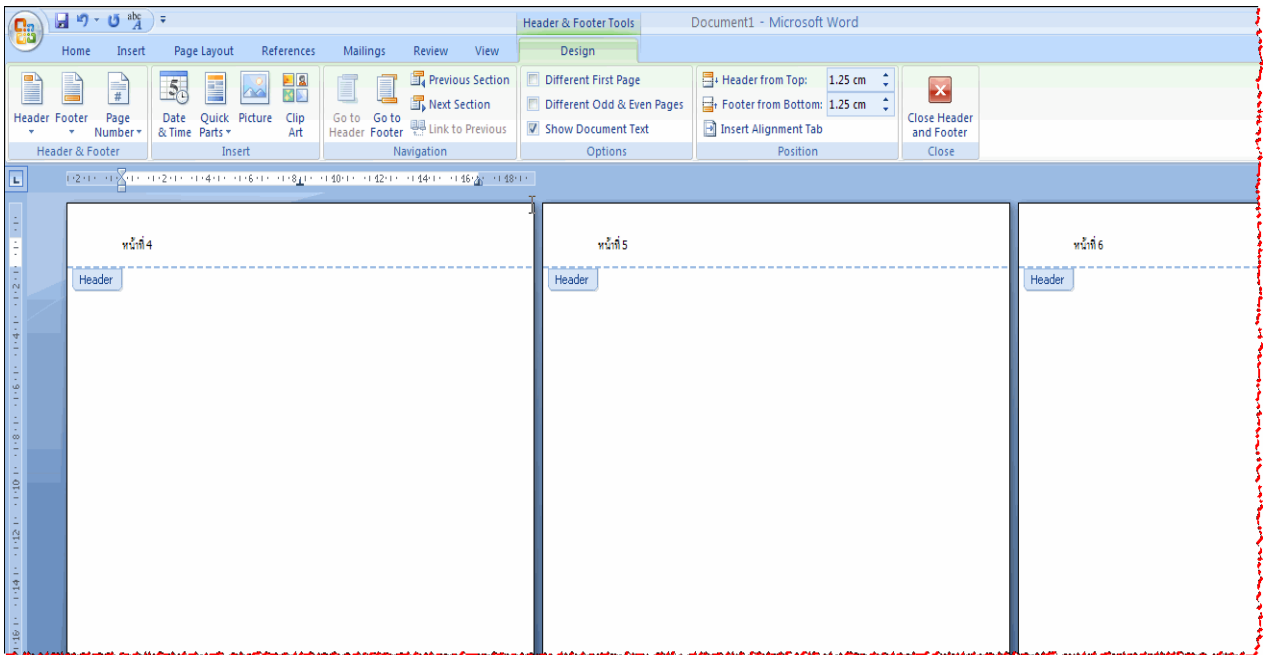 Header & Footer Tools
Document1 - Microsoft Word
Home Insert Page Layout References Mailings Review View Design
Header
Footer
Page Number
Header & Footer
Date & Time
Quick Parts
Picture
Clip Art
Insert
Go to Header
Go to Footer
Previous Section
Next Section
Link to Previous
Navigation
Different First Page
Different Odd & Even Pages
Show Document Text
Options
Header from Top: 1.25 cm
Footer from Bottom: 1.25 cm
Insert Alignment Tab
Position
Close Header and Footer
Close
หน้าที่ 4
หน้าที่ 5
หน้าที่ 6
Header
Header
Header